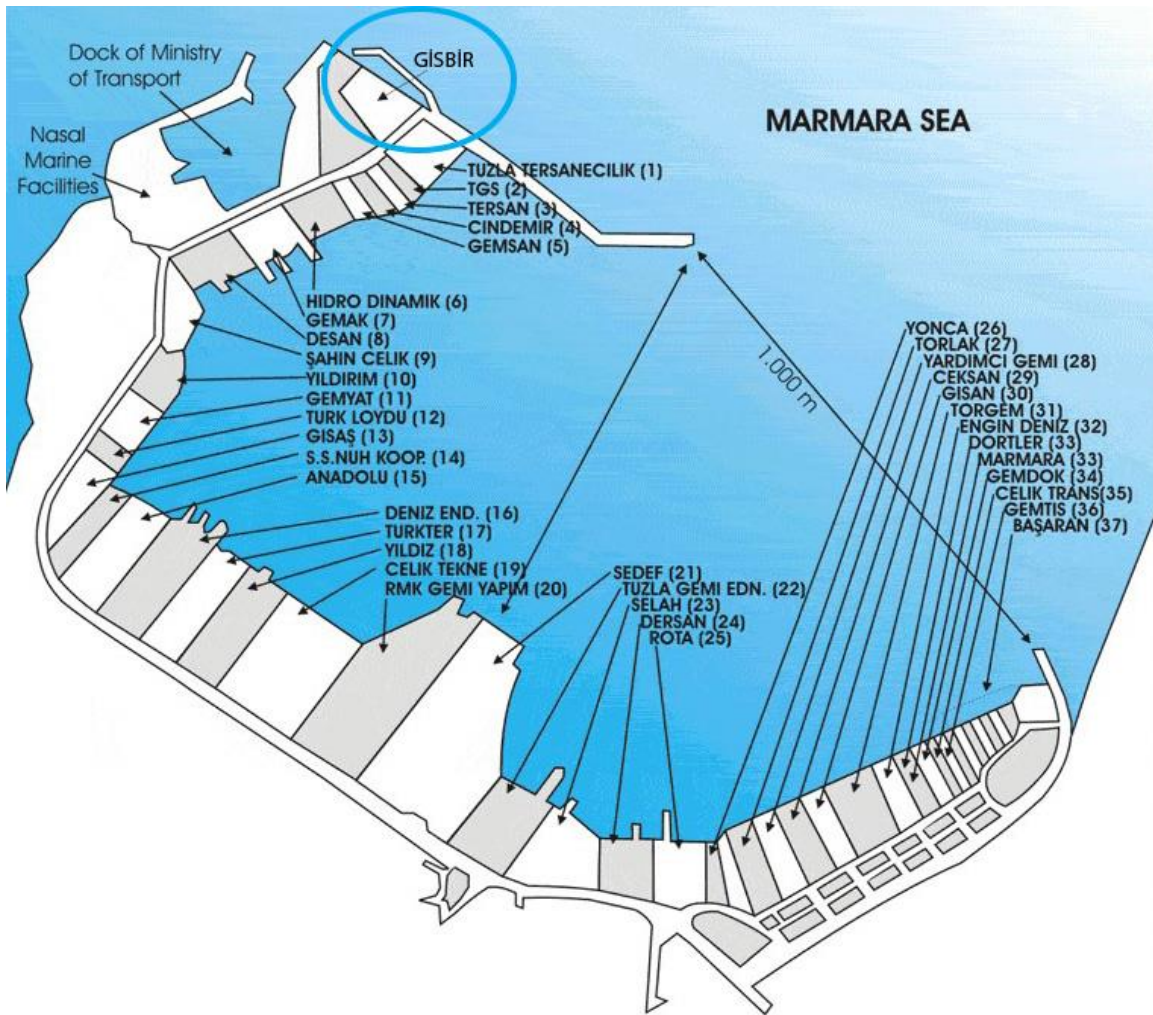 Dock of Ministry
of Transport
GİSBİR
MARMARA SEA
Nasal
Marine
Facilities
TUZLA TERSANECILIK (1)
TGS (2)
TERSAN (3)
CINDEMIR (4)
GEMSAN (5)
HIDRO DINAMIK (6)
GEMAK (7)
DESAN (8)
ŞAHIN CELIK (9)
YILDIRIM (10)
GEMYAT (11)
TURK LOYDU (12)
GISAŞ (13)
S.S.NUH KOOP. (14)
ANADOLU (15)
DENIZ END. (16)
TURKTER (17)
YILDIZ (18)
CELIK TEKNE (19)
RMK GEMI YAPIM (20)
SEDEF (21)
TUZLA GEMI EDN. (22)
SELAH (23)
DERSAN (24)
ROTA (25)
1.000 m
YONCA (26)
TORLAK (27)
YARDIMCI GEMI (28)
CEKSAN (29)
GISAN (30)
TORGEM (31)
ENGIN DENIZ (32)
DORTLER (33)
MARMARA (33)
GEMDOK (34)
CELIK TRANS(35)
GEMTIS (36)
BAŞARAN (37)